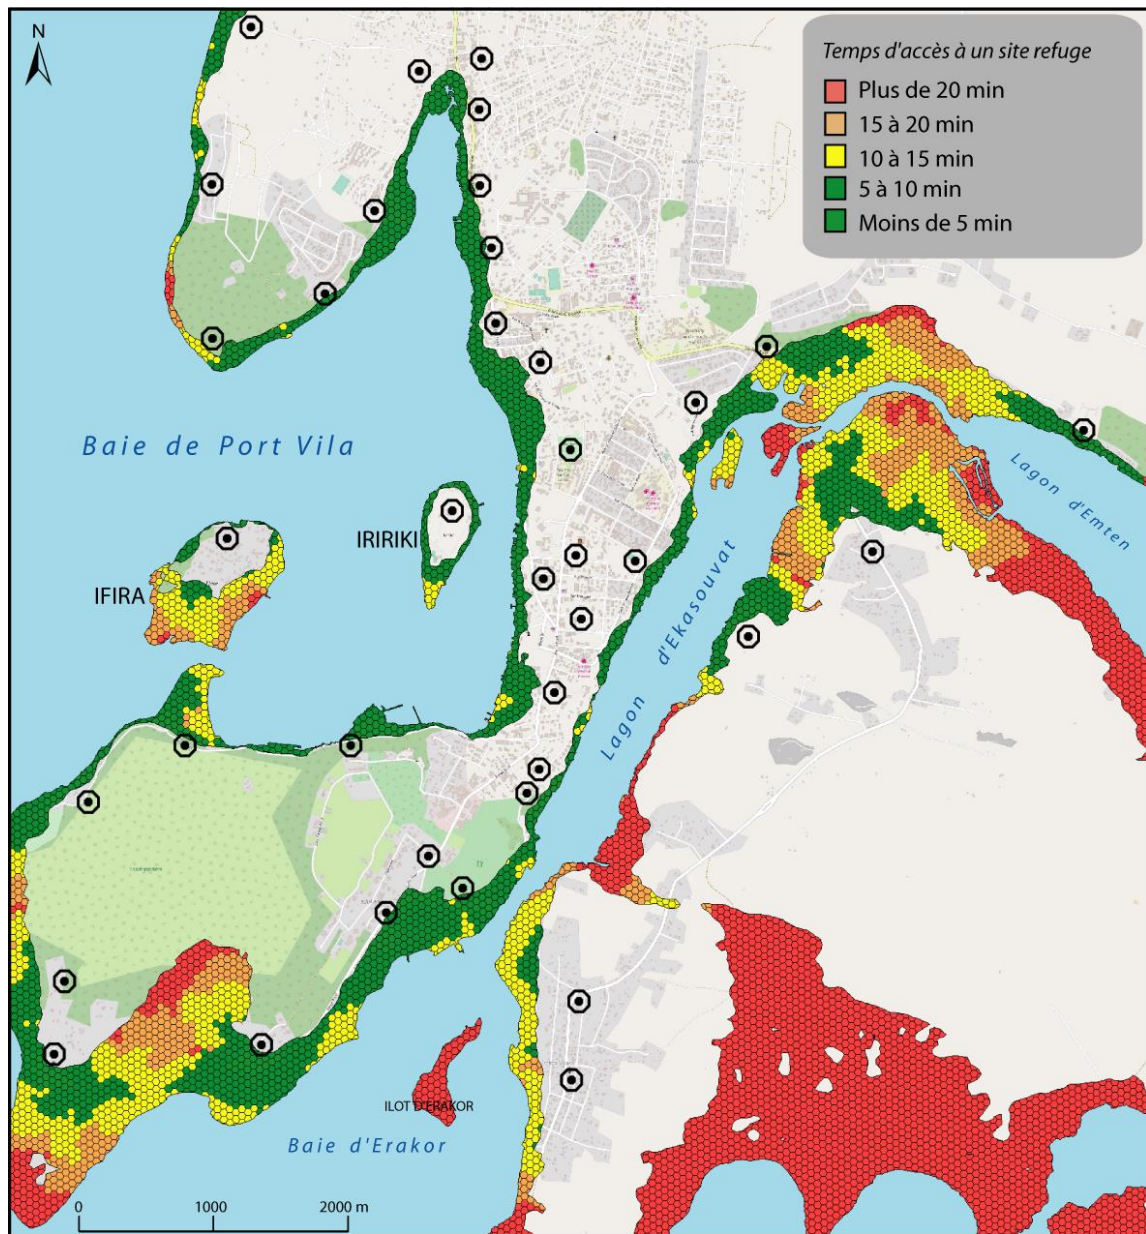 N
Temps d'accès à un site refuge
Plus de 20 min
15 à 20 min
10 à 15 min
5 à 10 min
Moins de 5 min
Baie de Port Vila
IRIRIKI
IFIRA
Lagon d'Emten
Lagon d'Ekasouvat
ILOT D'ERAKOR
Baie d'Erakor
0 1000 2000 m